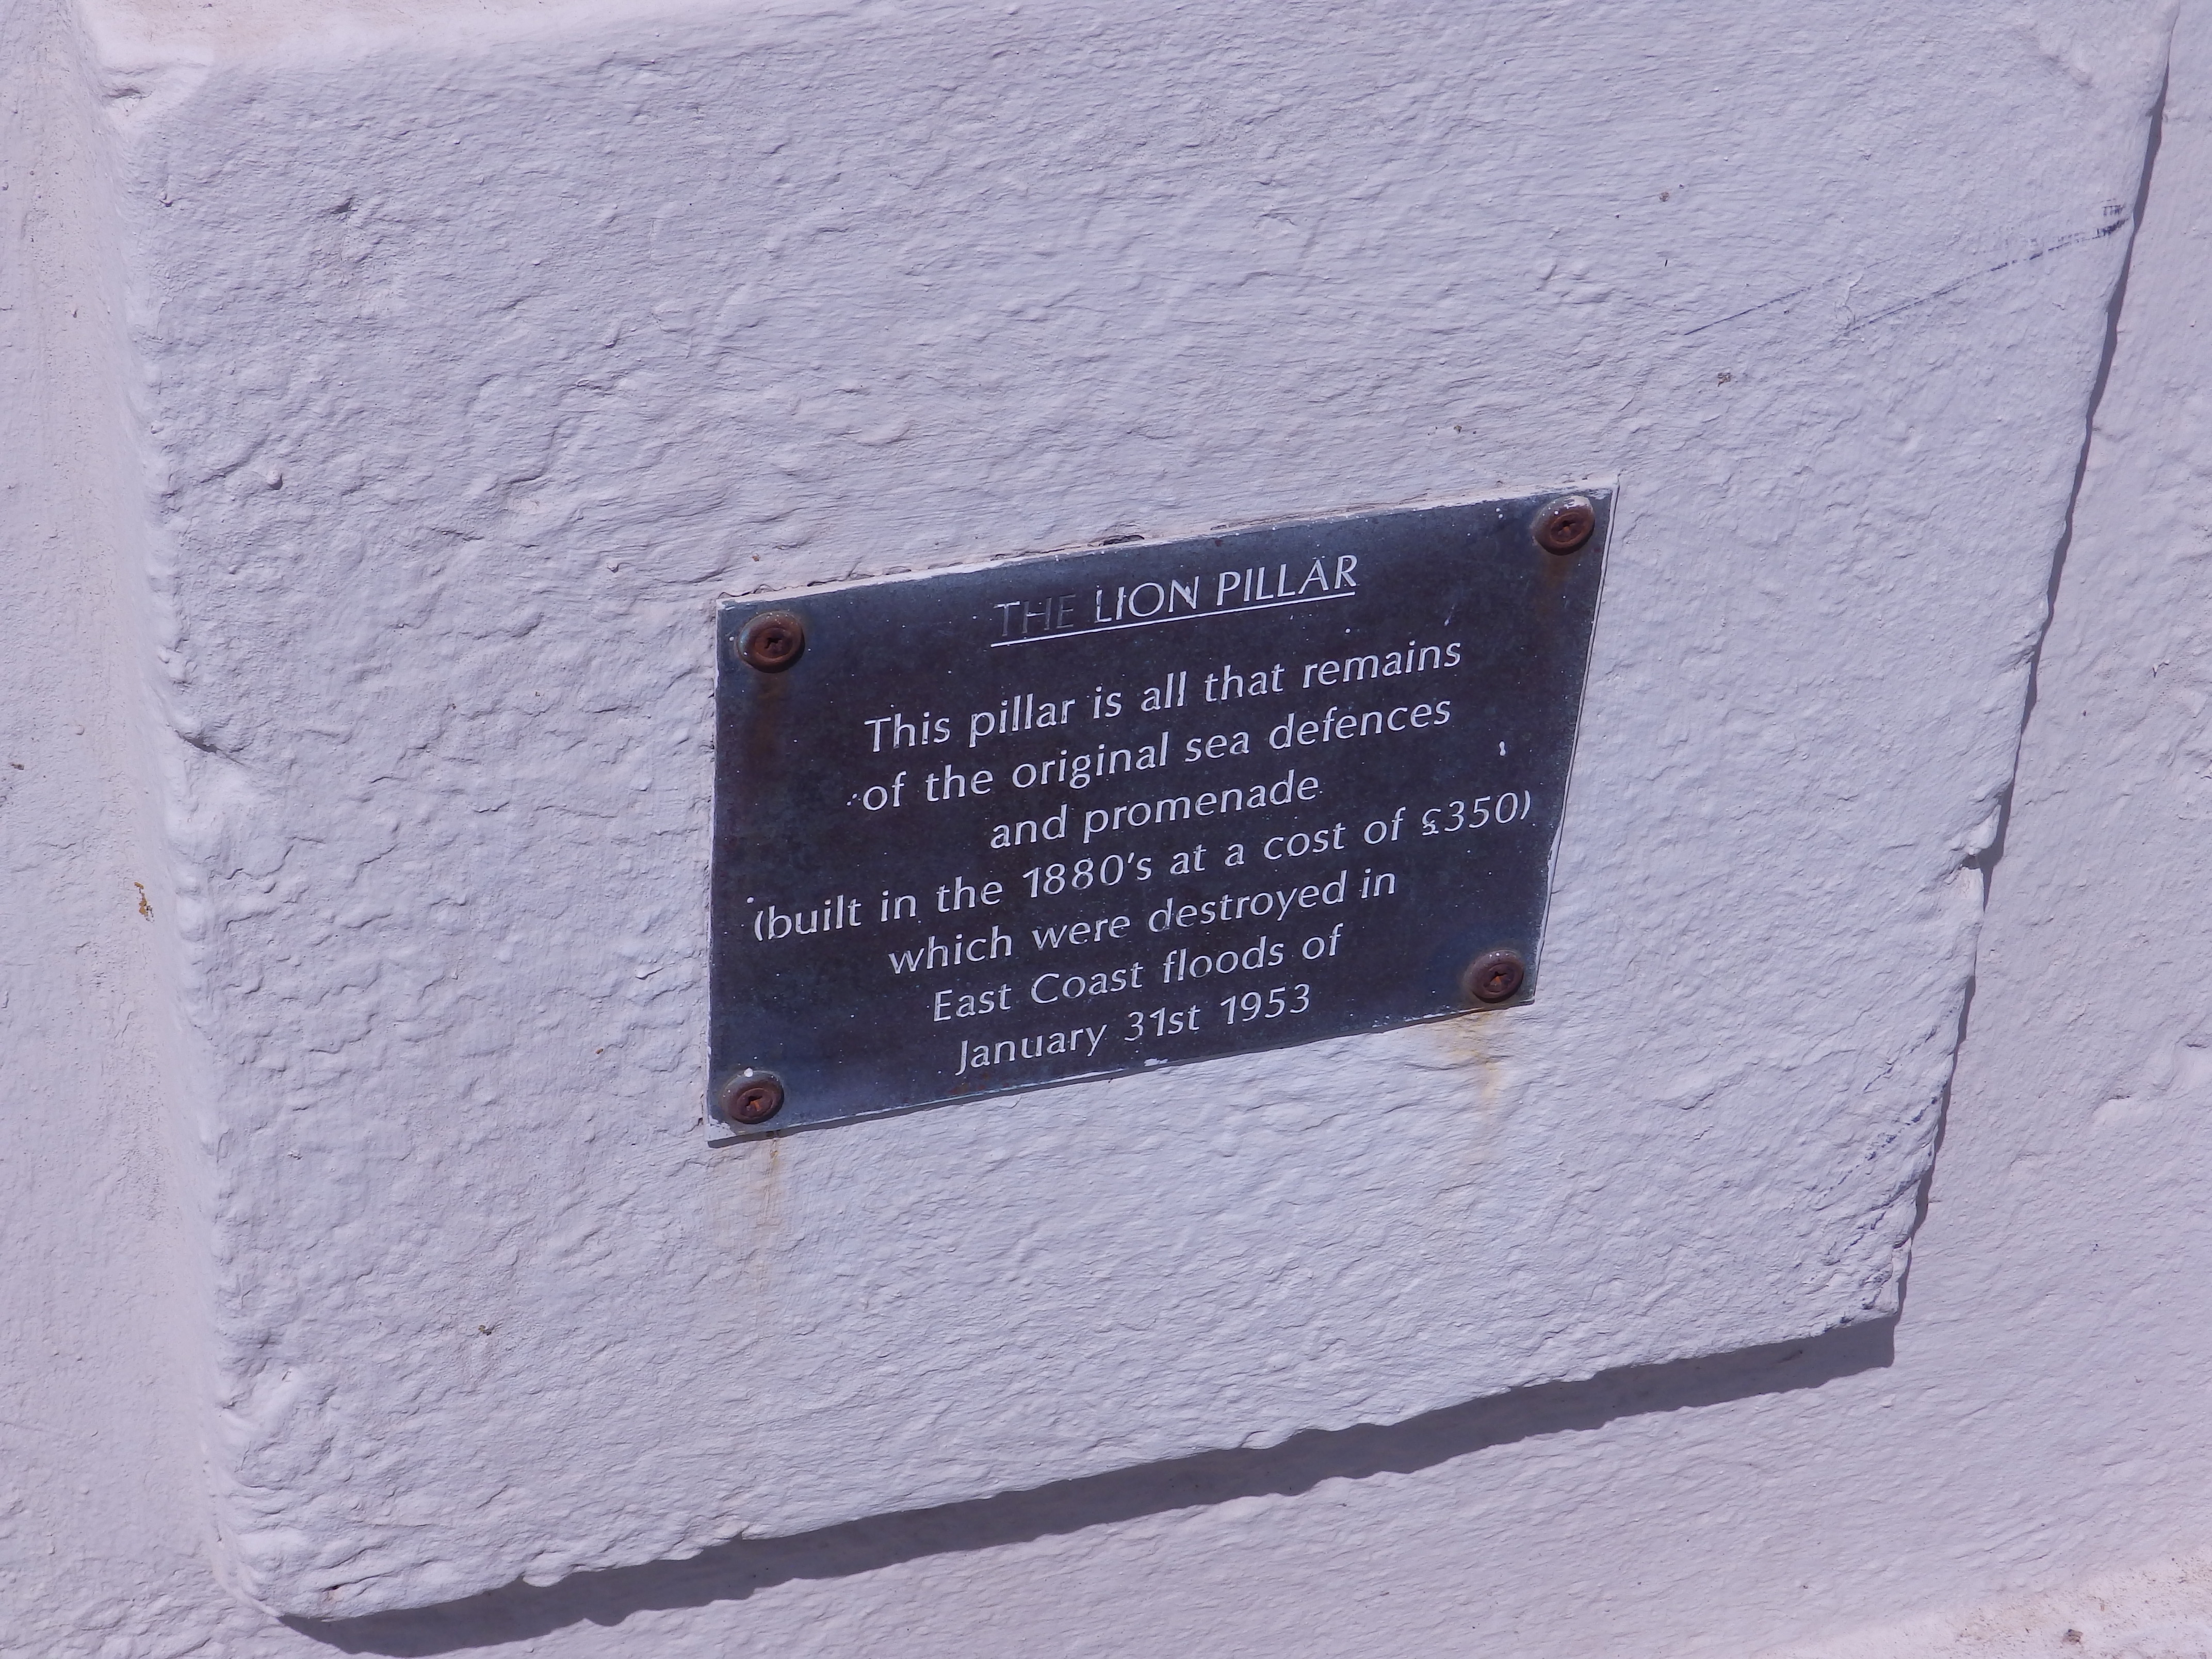 THE LION PILLAR
This pillar is all that remains
of the original sea defences
and promenade
(built in the 1880's at a cost of £350)
which were destroyed in
East Coast floods of
January 31st 1953